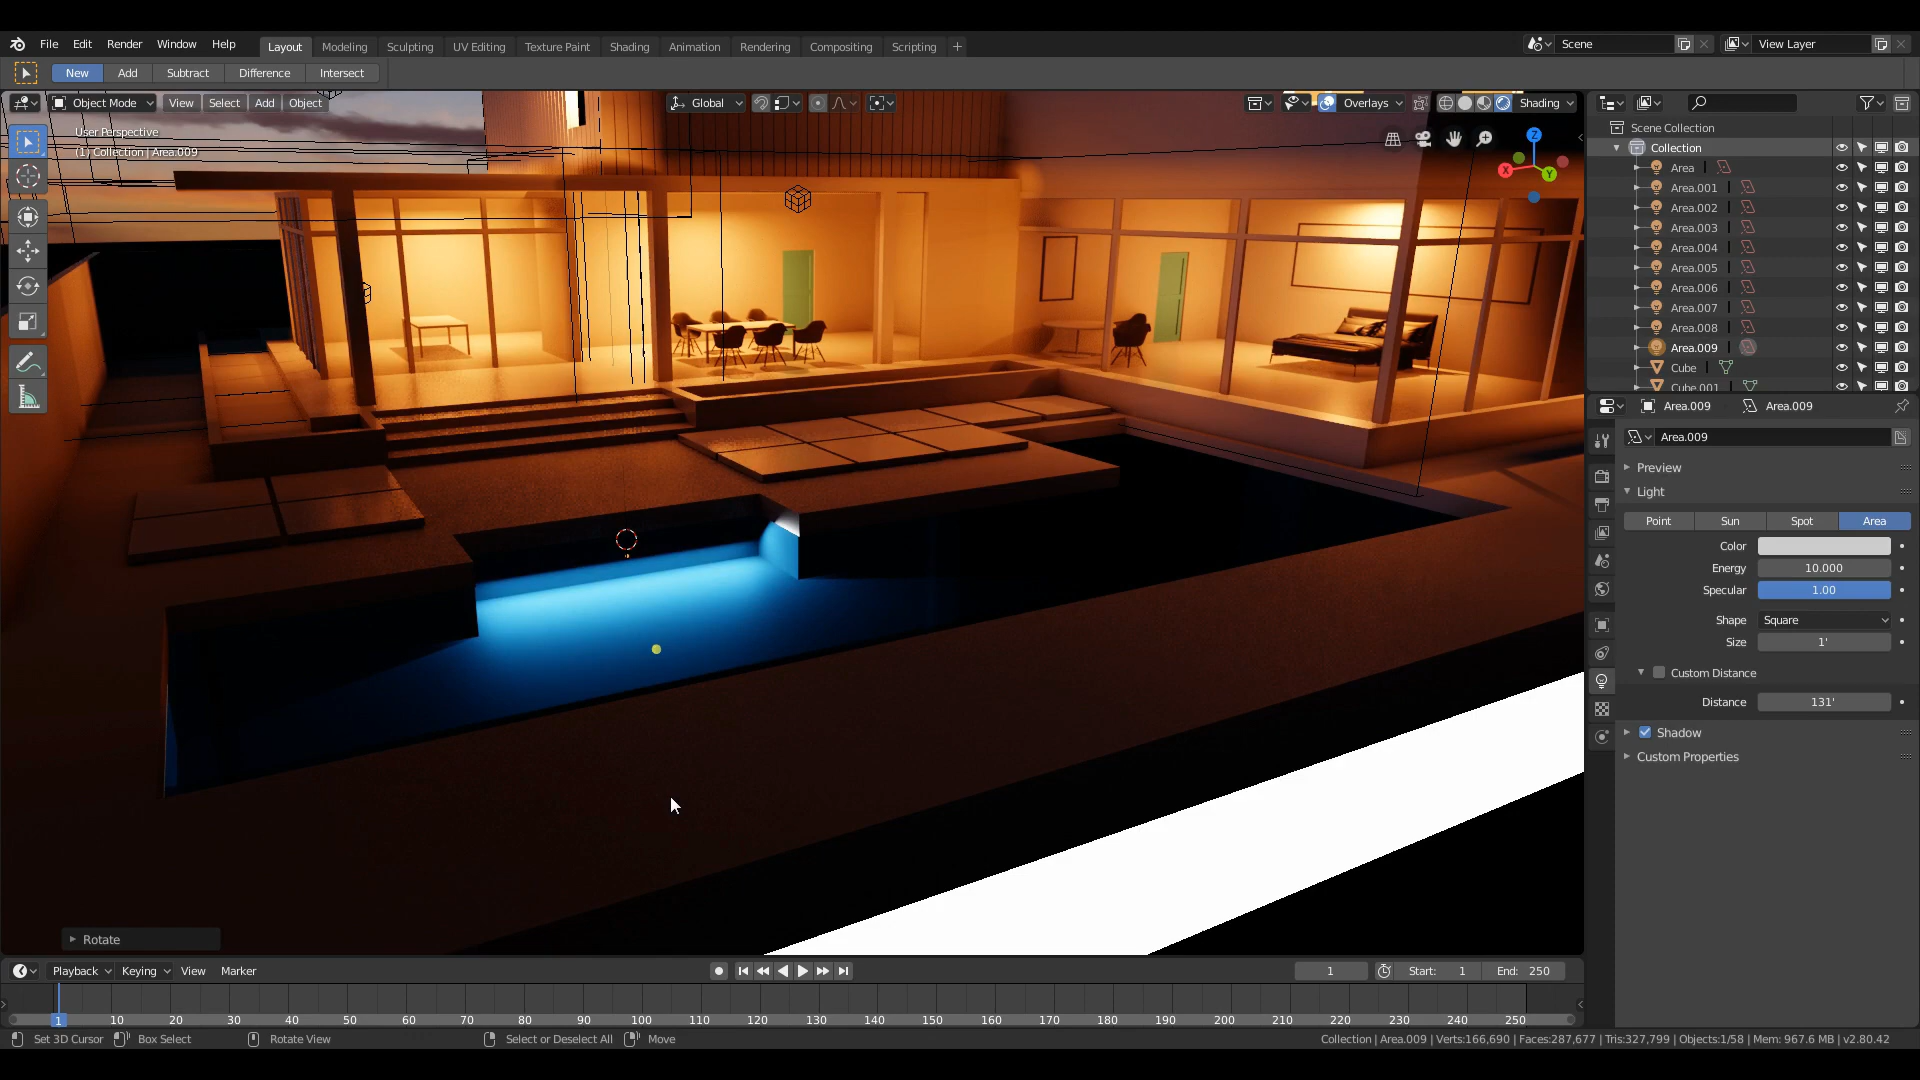 File Edit Render Window Help Layout Modeling Sculpting UV Editing Texture Paint Shading Animation Rendering Compositing Scripting + Scene View Layer
New Add Subtract Difference Intersect
Object Mode View Select Add Object Global Overlays Shading
User Perspective
(1) Collection | Area.009
Z
X
Y
Scene Collection
Collection
Area
Area.001
Area.002
Area.003
Area.004
Area.005
Area.006
Area.007
Area.008
Area.009
Cube
Cube.001
Area.009 Area.009
Area.009
Preview
Light
Point Sun Spot Area
Color
Energy 10.000
Specular 1.00
Shape Square
Size 1'
Custom Distance
Distance 131'
Shadow
Custom Properties
Rotate
Playback Keying View Marker 1 Start: 1 End: 250
1 10 20 30 40 50 60 70 80 90 100 110 120 130 140 150 160 170 180 190 200 210 220 230 240 250
Set 3D Cursor Box Select Rotate View Select or Deselect All Move Collection | Area.009 | Verts:166,690 | Faces:287,677 | Tris:327,799 | Objects:1/58 | Mem: 967.6 MB | v2.80.42